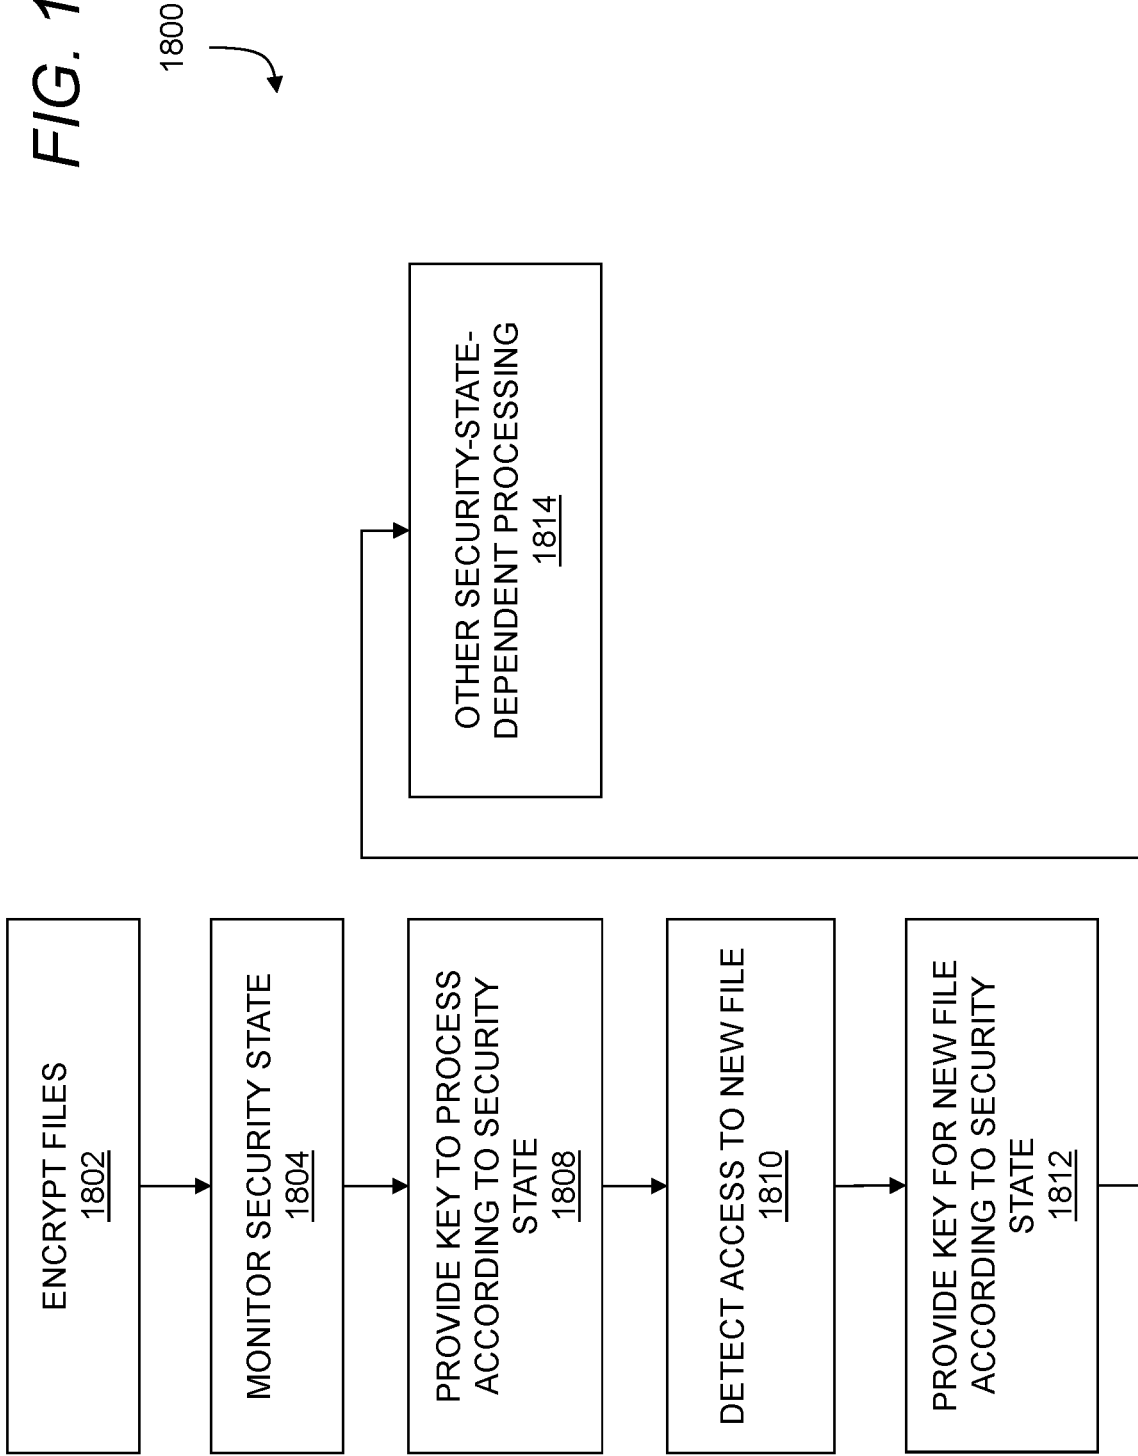 FIG. 1
1800
ENCRYPT FILES
1802
MONITOR SECURITY STATE
1804
PROVIDE KEY TO PROCESS
ACCORDING TO SECURITY
STATE
1808
DETECT ACCESS TO NEW FILE
1810
PROVIDE KEY FOR NEW FILE
ACCORDING TO SECURITY
STATE
1812
OTHER SECURITY-STATE-
DEPENDENT PROCESSING
1814